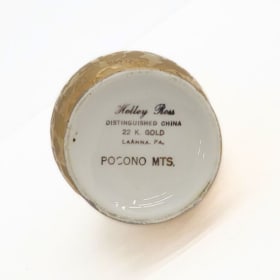 Holley Ross
DISTINGUISHED CHINA
22 K. GOLD
LAANNA, PA.
POCONO MTS.